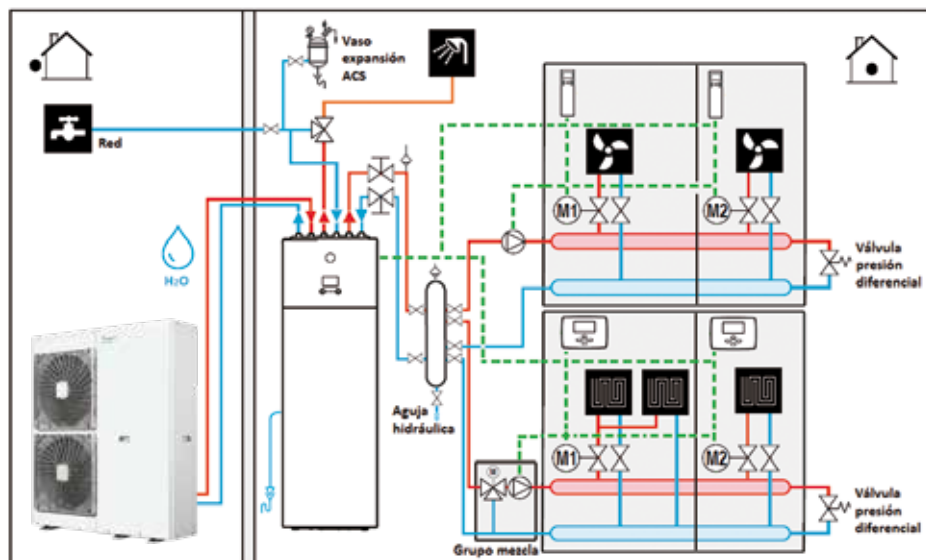 Vaso
expansión
ACS
Red
H₂O
M1
M2
Válvula
presión
diferencial
Aguja
hidráulica
M1
M2
M
Grupo mezcla
Válvula
presión
diferencial